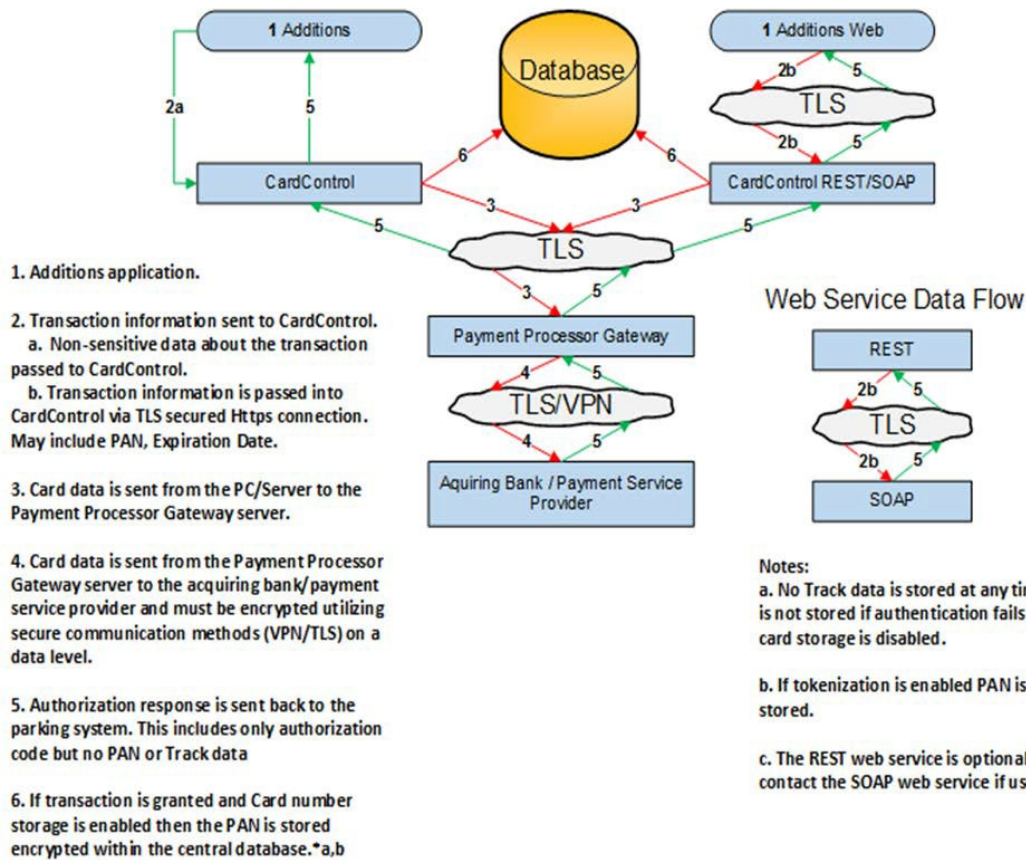 1 Additions
1 Additions Web
Database
2b
5
TLS
2a
5
2b
5
6
6
CardControl
CardControl REST/SOAP
3
3
5
5
TLS
3
5
1. Additions application.
2. Transaction information sent to CardControl.
a. Non-sensitive data about the transaction
passed to CardControl.
b. Transaction information is passed into
CardControl via TLS secured Https connection.
May include PAN, Expiration Date.
3. Card data is sent from the PC/Server to the
Payment Processor Gateway server.
4. Card data is sent from the Payment Processor
Gateway server to the acquiring bank/payment
service provider and must be encrypted utilizing
secure communication methods (VPN/TLS) on a
data level.
5. Authorization response is sent back to the
parking system. This includes only authorization
code but no PAN or Track data
6. If transaction is granted and Card number
storage is enabled then the PAN is stored
encrypted within the central database.*a,b
Payment Processor Gateway
4
5
TLS/VPN
4
5
Aquiring Bank / Payment Service
Provider
Web Service Data Flow
REST
2b
5
TLS
2b
5
SOAP
Notes:
a. No Track data is stored at any
is not stored if authentication fails
card storage is disabled.
b. If tokenization is enabled PAN is
stored.
c. The REST web service is optional
contact the SOAP web service if